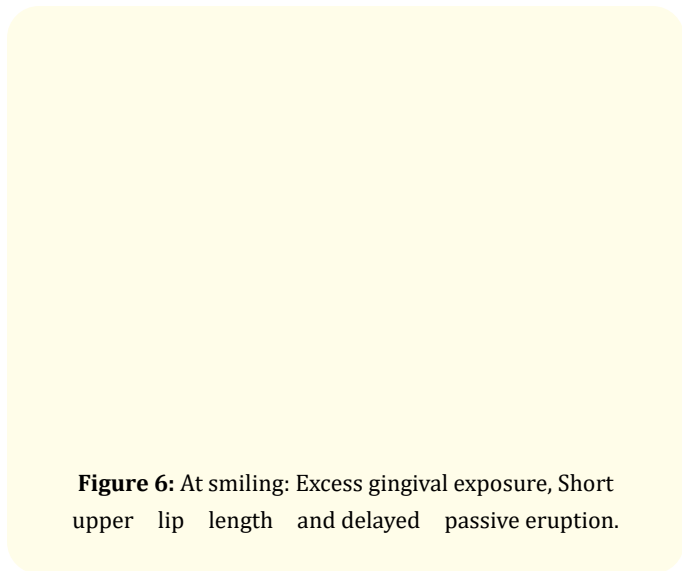 Figure 6: At smiling: Excess gingival exposure, Short
upper lip length and delayed passive eruption.